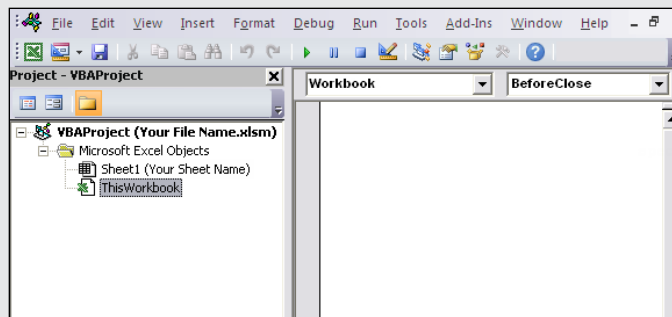 File Edit View Insert Format Debug Run Tools Add-Ins Window Help
Project - VBAProject
Workbook BeforeClose
VBAProject (Your File Name.xlsm)
Microsoft Excel Objects
Sheet1 (Your Sheet Name)
ThisWorkbook